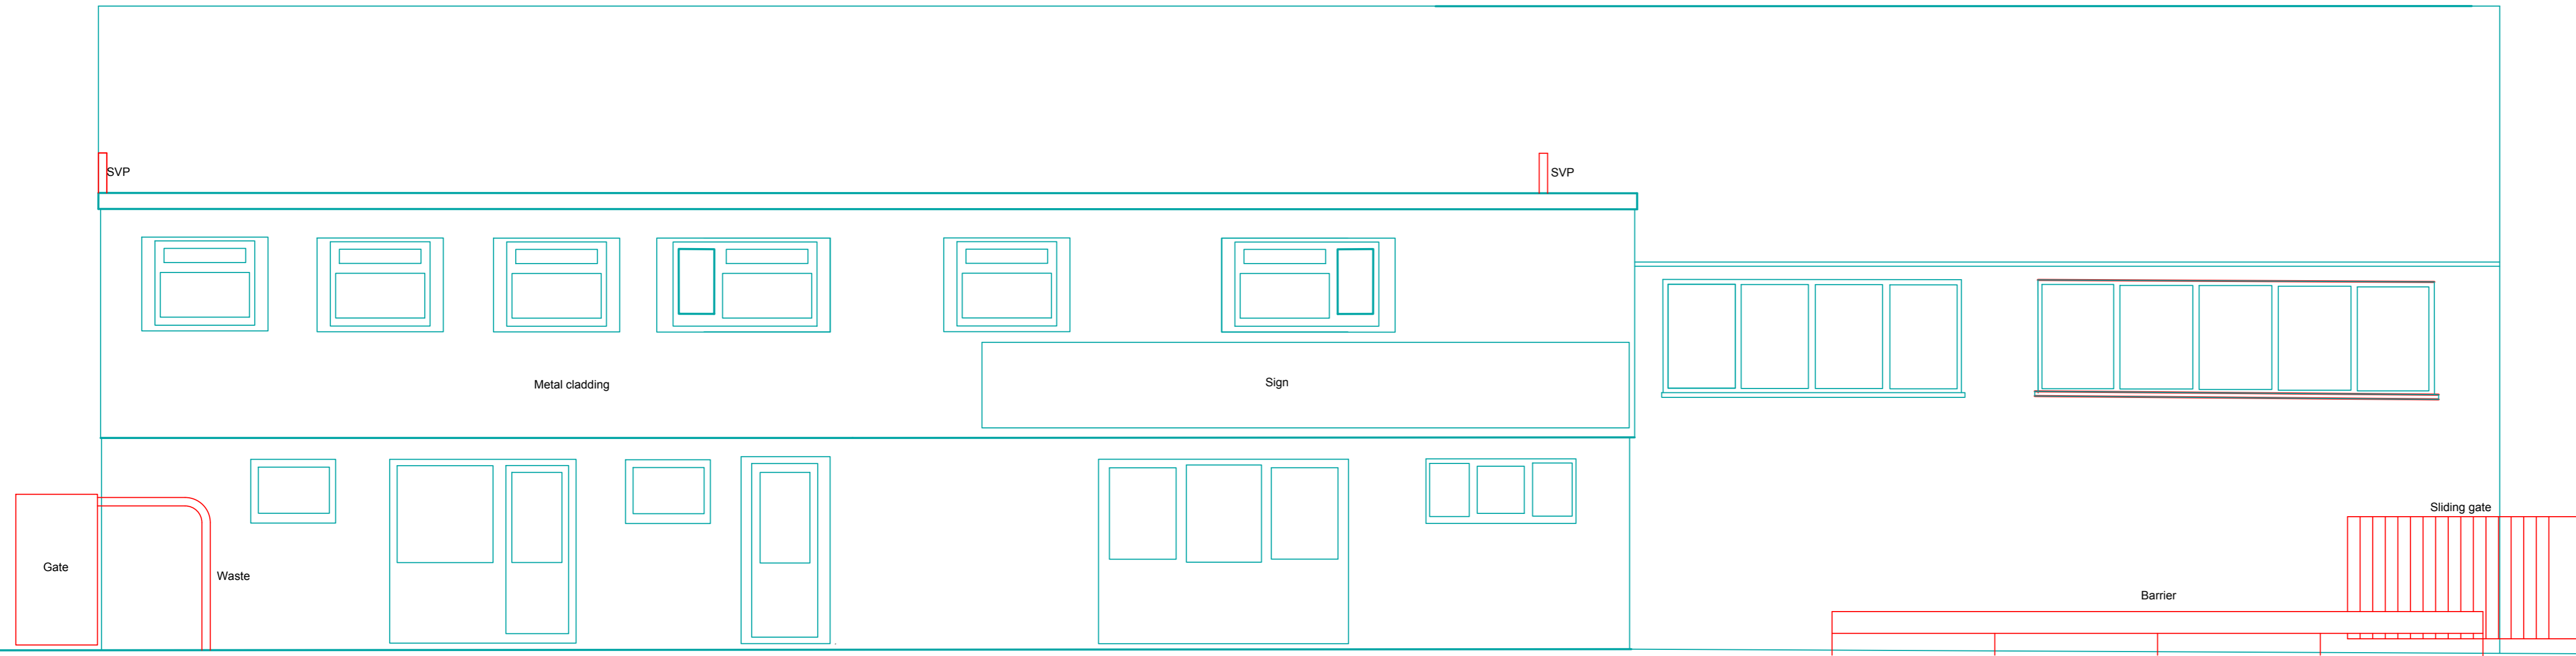 SVP
SVP
Metal cladding
Sign
Sliding gate
Gate
Waste
Barrier